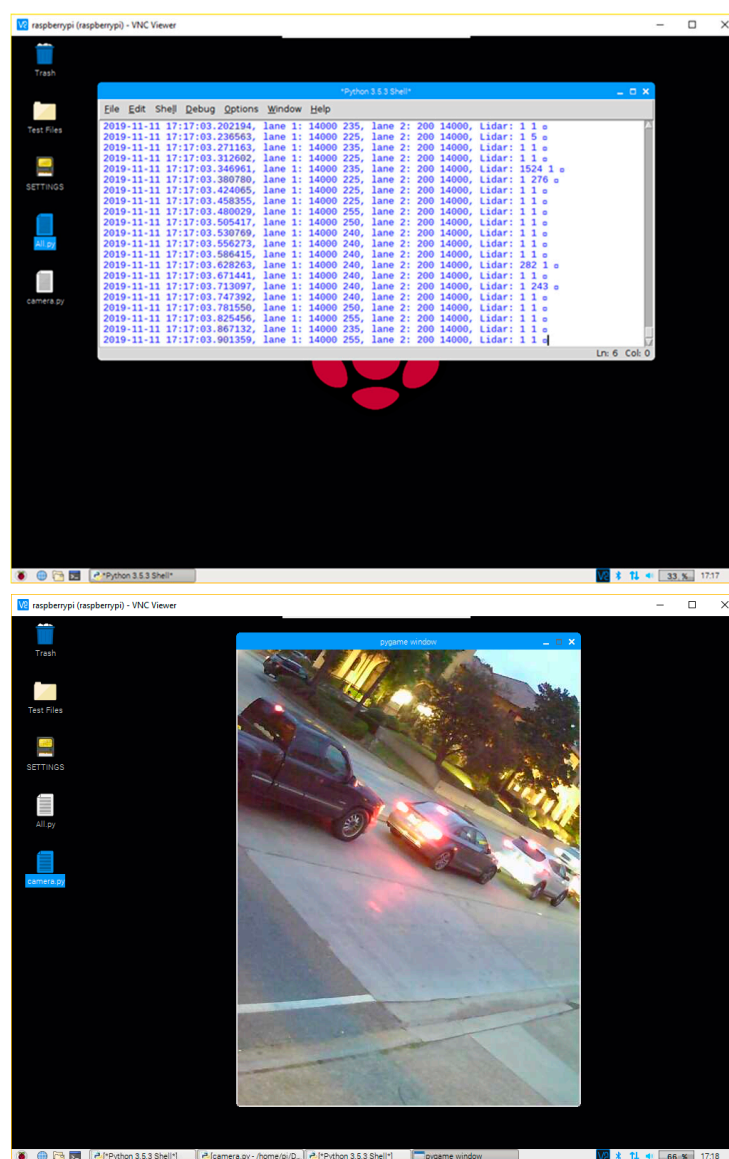 raspberrypi (raspberrypi) - VNC Viewer
Trash
Test Files
SETTINGS
All.py
camera.py
*Python 3.5.3 Shell*
File Edit Shell Debug Options Window Help
2019-11-11 17:17:03.202194, lane 1: 14000 235, lane 2: 200 14000, Lidar: 1 1
2019-11-11 17:17:03.236563, lane 1: 14000 225, lane 2: 200 14000, Lidar: 1 5
2019-11-11 17:17:03.271163, lane 1: 14000 235, lane 2: 200 14000, Lidar: 1 1
2019-11-11 17:17:03.312602, lane 1: 14000 225, lane 2: 200 14000, Lidar: 1 1
2019-11-11 17:17:03.346961, lane 1: 14000 235, lane 2: 200 14000, Lidar: 1524 1
2019-11-11 17:17:03.380780, lane 1: 14000 225, lane 2: 200 14000, Lidar: 1 276
2019-11-11 17:17:03.424065, lane 1: 14000 225, lane 2: 200 14000, Lidar: 1 1
2019-11-11 17:17:03.458355, lane 1: 14000 225, lane 2: 200 14000, Lidar: 1 1
2019-11-11 17:17:03.480029, lane 1: 14000 255, lane 2: 200 14000, Lidar: 1 1
2019-11-11 17:17:03.505417, lane 1: 14000 250, lane 2: 200 14000, Lidar: 1 1
2019-11-11 17:17:03.530769, lane 1: 14000 240, lane 2: 200 14000, Lidar: 1 1
2019-11-11 17:17:03.556273, lane 1: 14000 240, lane 2: 200 14000, Lidar: 1 1
2019-11-11 17:17:03.586415, lane 1: 14000 240, lane 2: 200 14000, Lidar: 1 1
2019-11-11 17:17:03.628263, lane 1: 14000 240, lane 2: 200 14000, Lidar: 282 1
2019-11-11 17:17:03.671441, lane 1: 14000 240, lane 2: 200 14000, Lidar: 1 1
2019-11-11 17:17:03.713097, lane 1: 14000 240, lane 2: 200 14000, Lidar: 1 243
2019-11-11 17:17:03.747392, lane 1: 14000 240, lane 2: 200 14000, Lidar: 1 1
2019-11-11 17:17:03.781550, lane 1: 14000 250, lane 2: 200 14000, Lidar: 1 1
2019-11-11 17:17:03.825456, lane 1: 14000 255, lane 2: 200 14000, Lidar: 1 1
2019-11-11 17:17:03.867132, lane 1: 14000 235, lane 2: 200 14000, Lidar: 1 1
2019-11-11 17:17:03.901359, lane 1: 14000 255, lane 2: 200 14000, Lidar: 1 1
Ln: 6 Col: 0
*Python 3.5.3 Shell*
33 % 17:17
raspberrypi (raspberrypi) - VNC Viewer
Trash
Test Files
SETTINGS
All.py
camera.py
pygame window
[*Python 3.5.3 Shell*] [camera.py - /home/pi/D... [*Python 3.5.3 Shell*] pygame window
66 % 17:18